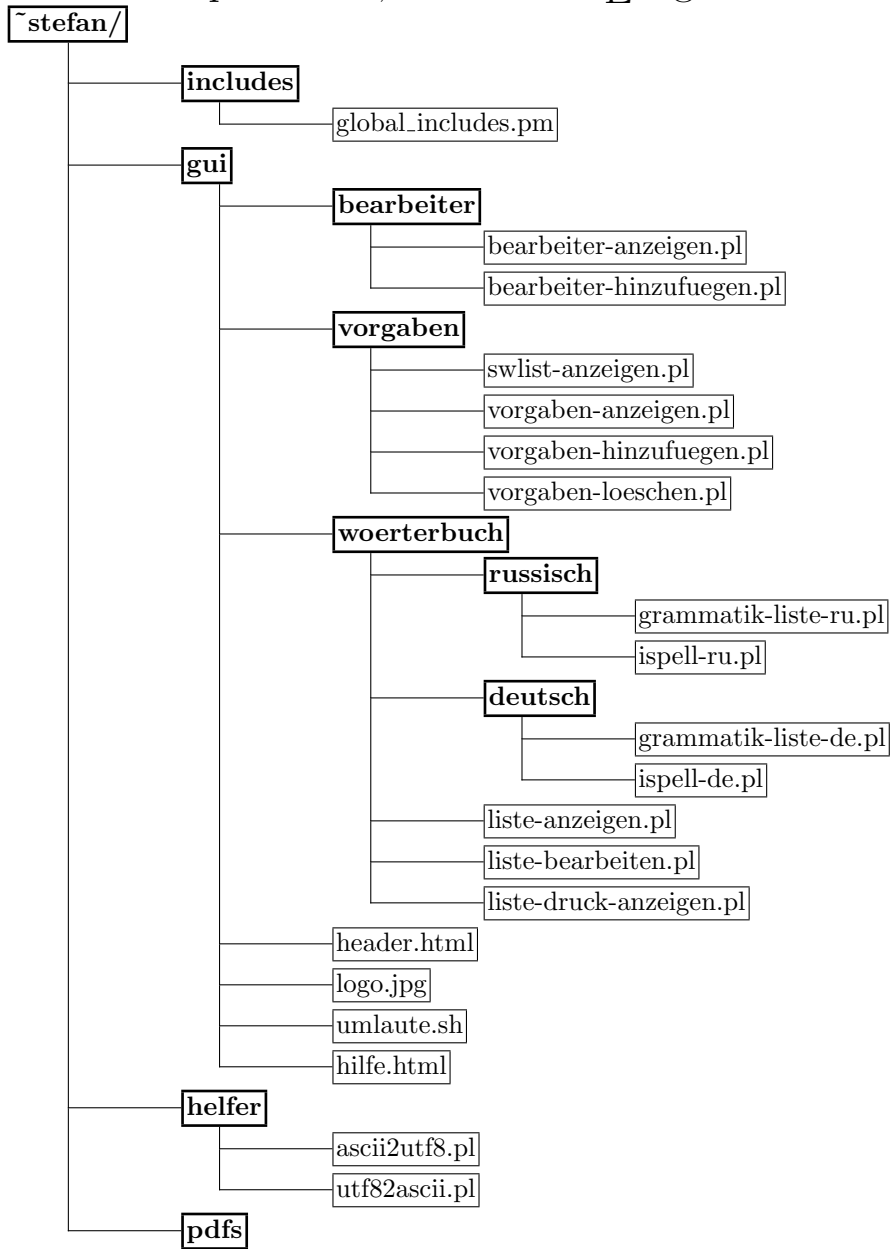 ~stefan/
includes
global_includes.pm
gui
bearbeiter
bearbeiter-anzeigen.pl
bearbeiter-hinzufuegen.pl
vorgaben
swlist-anzeigen.pl
vorgaben-anzeigen.pl
vorgaben-hinzufuegen.pl
vorgaben-loeschen.pl
woerterbuch
russisch
grammatik-liste-ru.pl
ispell-ru.pl
deutsch
grammatik-liste-de.pl
ispell-de.pl
liste-anzeigen.pl
liste-bearbeiten.pl
liste-druck-anzeigen.pl
header.html
logo.jpg
umlaute.sh
hilfe.html
helfer
ascii2utf8.pl
utf82ascii.pl
pdfs